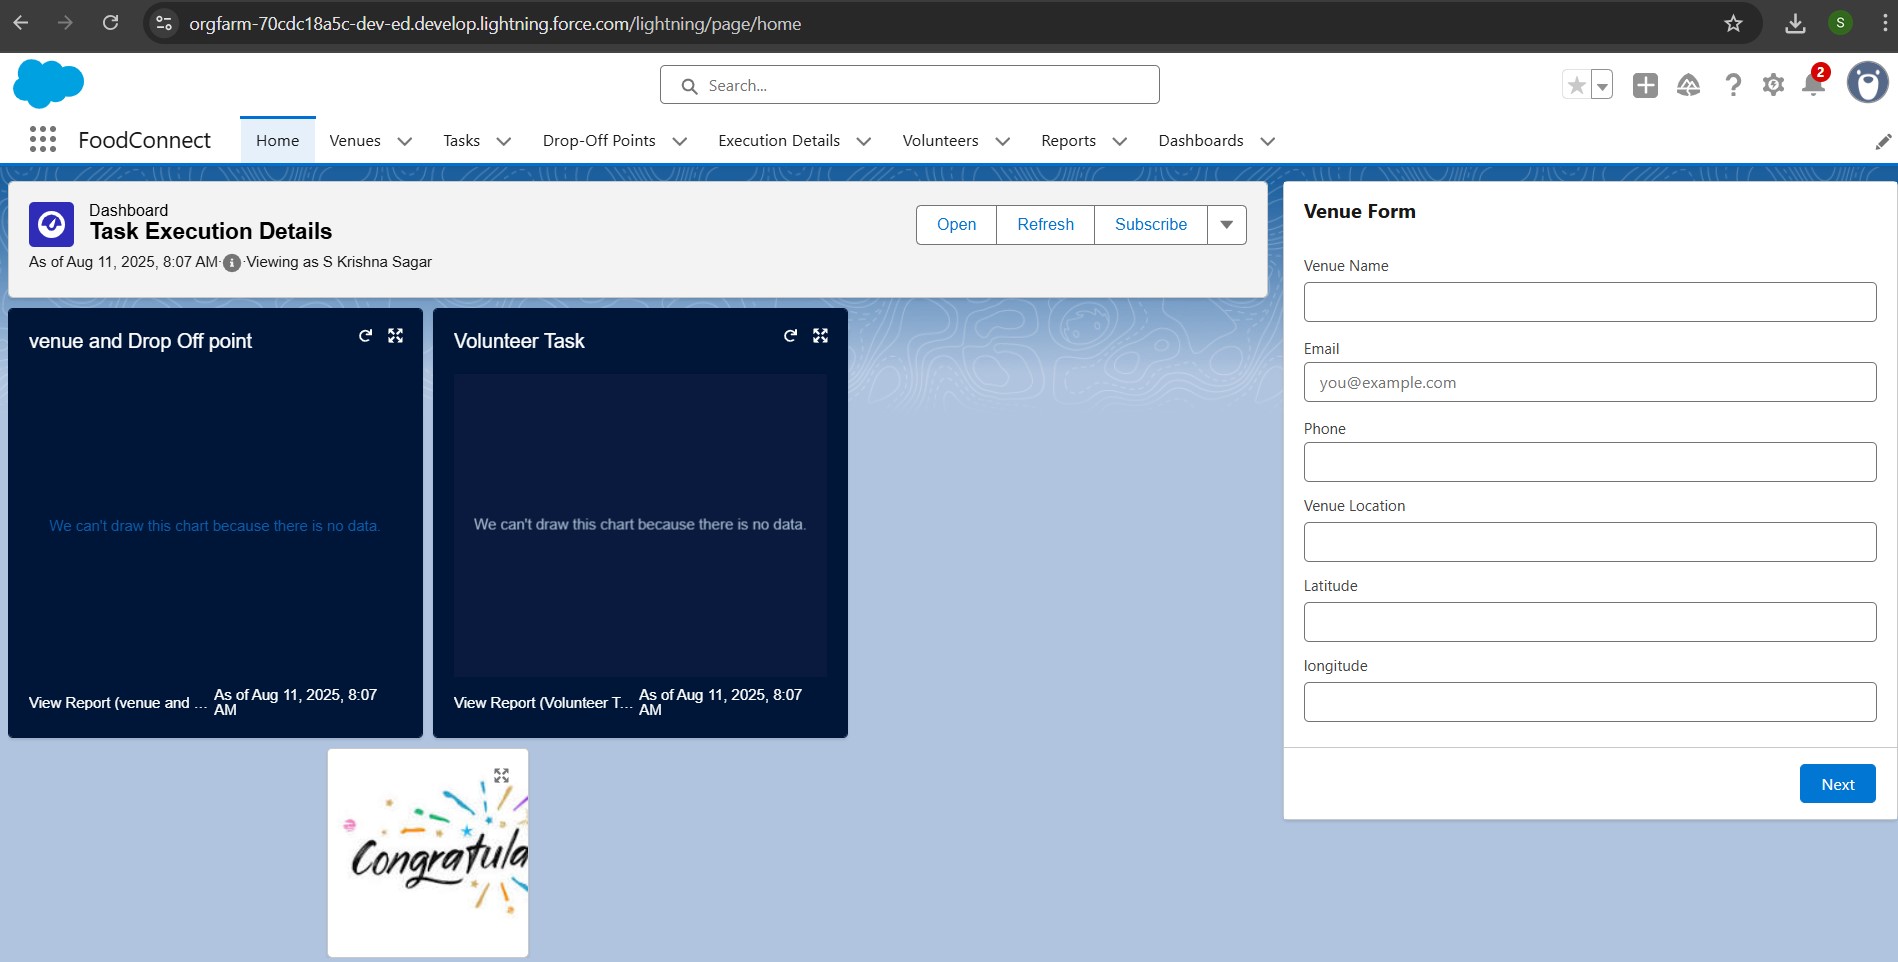 orgfarm-70cdc18a5c-dev-ed.develop.lightning.force.com/lightning/page/home
S
Search...
2
FoodConnect
Home
Venues
Tasks
Drop-Off Points
Execution Details
Volunteers
Reports
Dashboards
Dashboard
Task Execution Details
As of Aug 11, 2025, 8:07 AM·Viewing as S Krishna Sagar
Open
Refresh
Subscribe
venue and Drop Off point
We can't draw this chart because there is no data.
View Report (venue and ...
As of Aug 11, 2025, 8:07
AM
Volunteer Task
We can't draw this chart because there is no data.
View Report (Volunteer T...
As of Aug 11, 2025, 8:07
AM
Congratula
Venue Form
Venue Name
Email
you@example.com
Phone
Venue Location
Latitude
longitude
Next